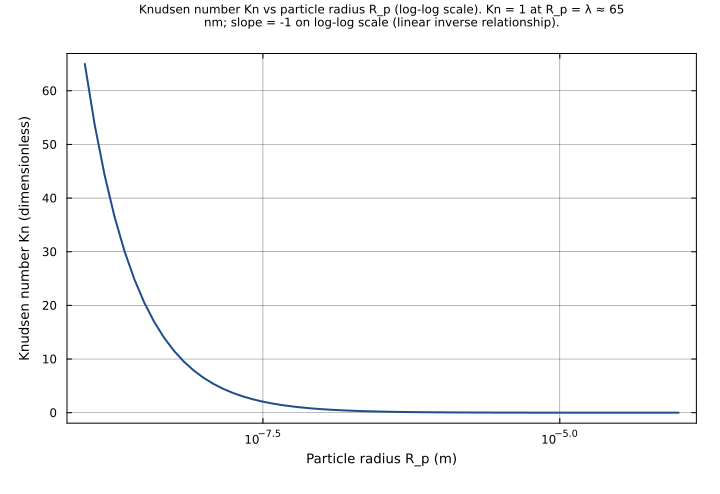 Knudsen number Kn vs particle radius R_p (log-log scale). Kn = 1 at R_p = λ ≈ 65
nm; slope = -1 on log-log scale (linear inverse relationship).
Knudsen number Kn (dimensionless)
60
50
40
30
20
10
0
10⁻⁷·⁵ 10⁻⁵·⁰
Particle radius R_p (m)